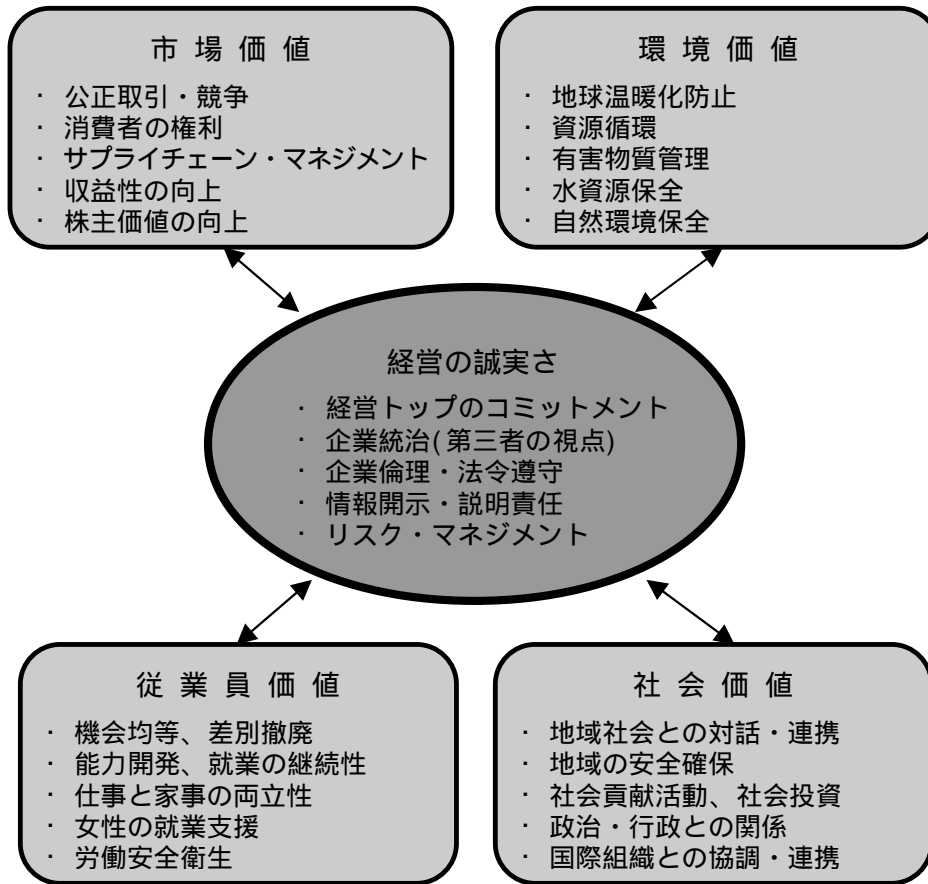 市場価値
・ 公正取引・競争
・ 消費者の権利
・ サプライチェーン・マネジメント
・ 収益性の向上
・ 株主価値の向上
環境価値
・ 地球温暖化防止
・ 資源循環
・ 有害物質管理
・ 水資源保全
・ 自然環境保全
経営の誠実さ
・ 経営トップのコミットメント
・ 企業統治(第三者の視点)
・ 企業倫理・法令遵守
・ 情報開示・説明責任
・ リスク・マネジメント
従業員価値
・ 機会均等、差別撤廃
・ 能力開発、就業の継続性
・ 仕事と家事の両立性
・ 女性の就業支援
・ 労働安全衛生
社会価値
・ 地域社会との対話・連携
・ 地域の安全確保
・ 社会貢献活動、社会投資
・ 政治・行政との関係
・ 国際組織との協調・連携